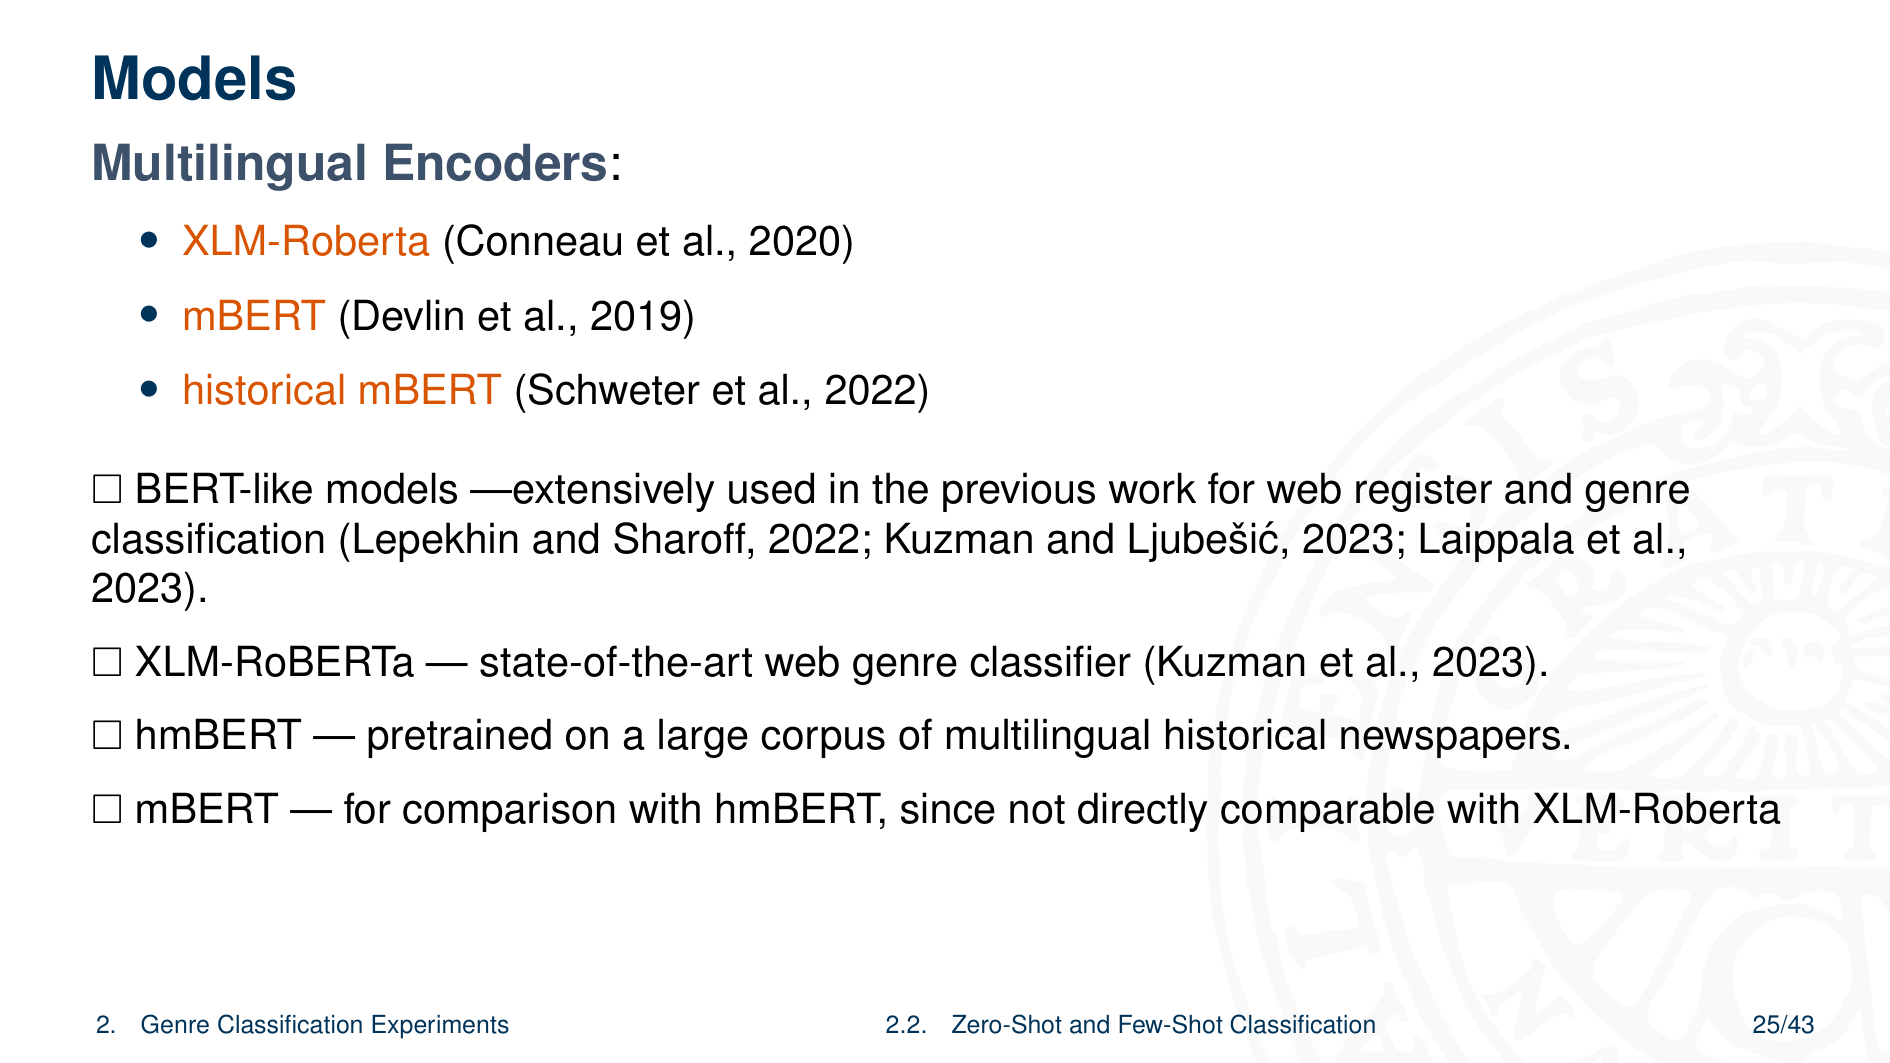 Models
Multilingual Encoders:
• XLM-Roberta (Conneau et al., 2020)
• mBERT (Devlin et al., 2019)
• historical mBERT (Schweter et al., 2022)
□ BERT-like models —extensively used in the previous work for web register and genre
classification (Lepekhin and Sharoff, 2022; Kuzman and Ljubešić, 2023; Laippala et al.,
2023).
□ XLM-RoBERTa — state-of-the-art web genre classifier (Kuzman et al., 2023).
□ hmBERT — pretrained on a large corpus of multilingual historical newspapers.
□ mBERT — for comparison with hmBERT, since not directly comparable with XLM-Roberta
2. Genre Classification Experiments
2.2. Zero-Shot and Few-Shot Classification
25/43